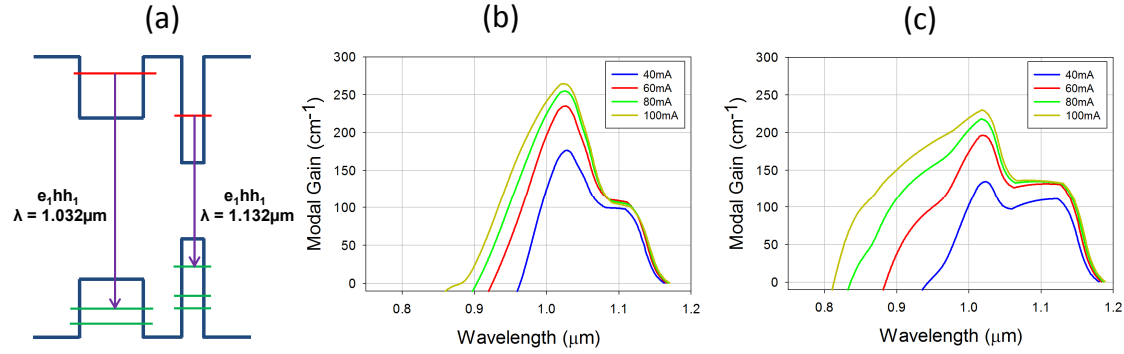 (a)
e₁hh₁
λ = 1.032µm
e₁hh₁
λ = 1.132µm
(b)
Modal Gain (cm⁻¹)
300
250
200
150
100
50
0
0.8 0.9 1.0 1.1 1.2
Wavelength (µm)
40mA
60mA
80mA
100mA
(c)
Modal Gain (cm⁻¹)
300
250
200
150
100
50
0
0.8 0.9 1.0 1.1 1.2
Wavelength (µm)
40mA
60mA
80mA
100mA